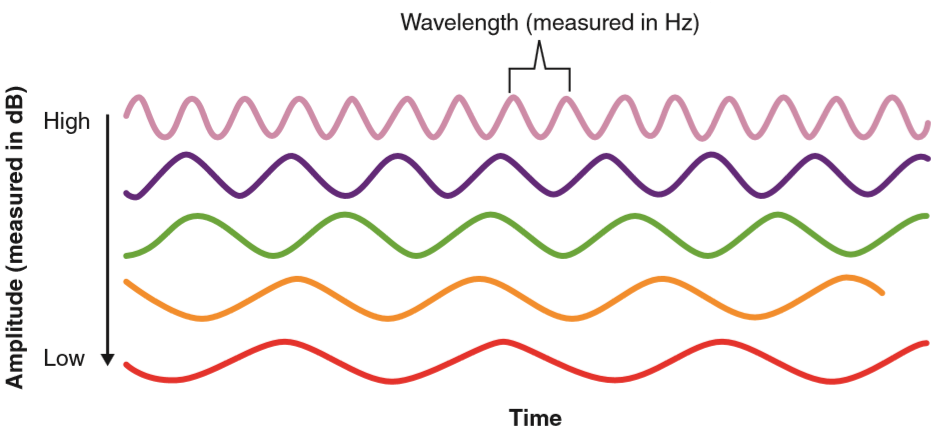 Wavelength (measured in Hz)
Amplitude (measured in dB)
High
Low
Time